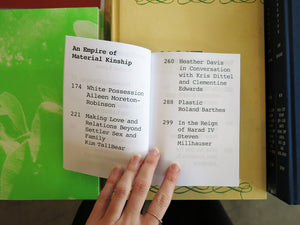 An Empire of
Material Kinship
174 White Possession
Aileen Moreton-
Robinson
221 Making Love and
Relations Beyond
Settler Sex and
Family
Kim TallBear
260 Heather Davis
in Conversation
with Kris Dittel
and Clementine
Edwards
288 Plastic
Roland Barthes
299 In the Reign
of Harad IV
Steven
Millhauser